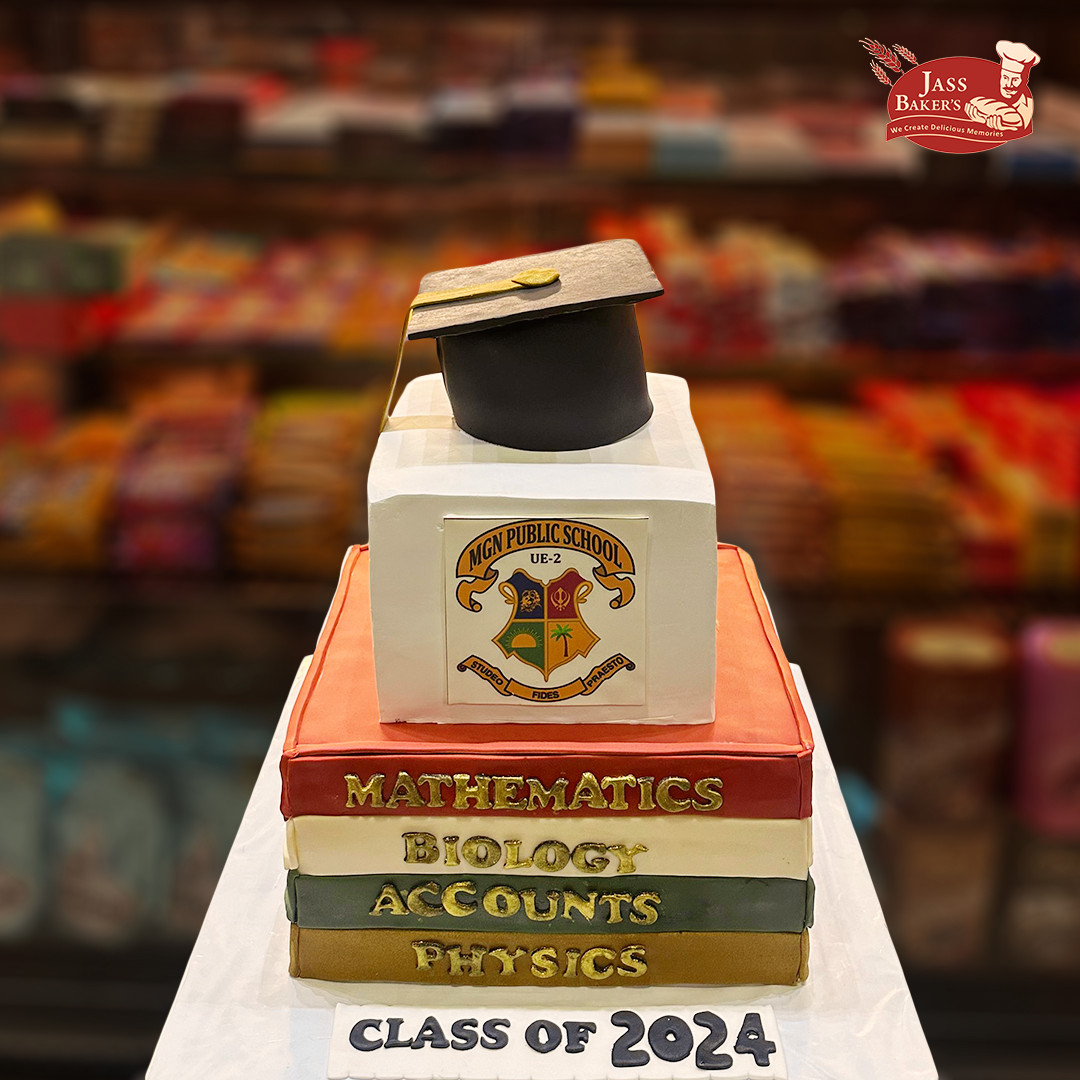 JASS
BAKER'S
We Create Delicious Memories
MGN PUBLIC SCHOOL
UE-2
STUDEO FIDES PRAESTO
MATHEMATICS
BIOLOGY
ACCOUNTS
PHYSICS
CLASS OF 2024